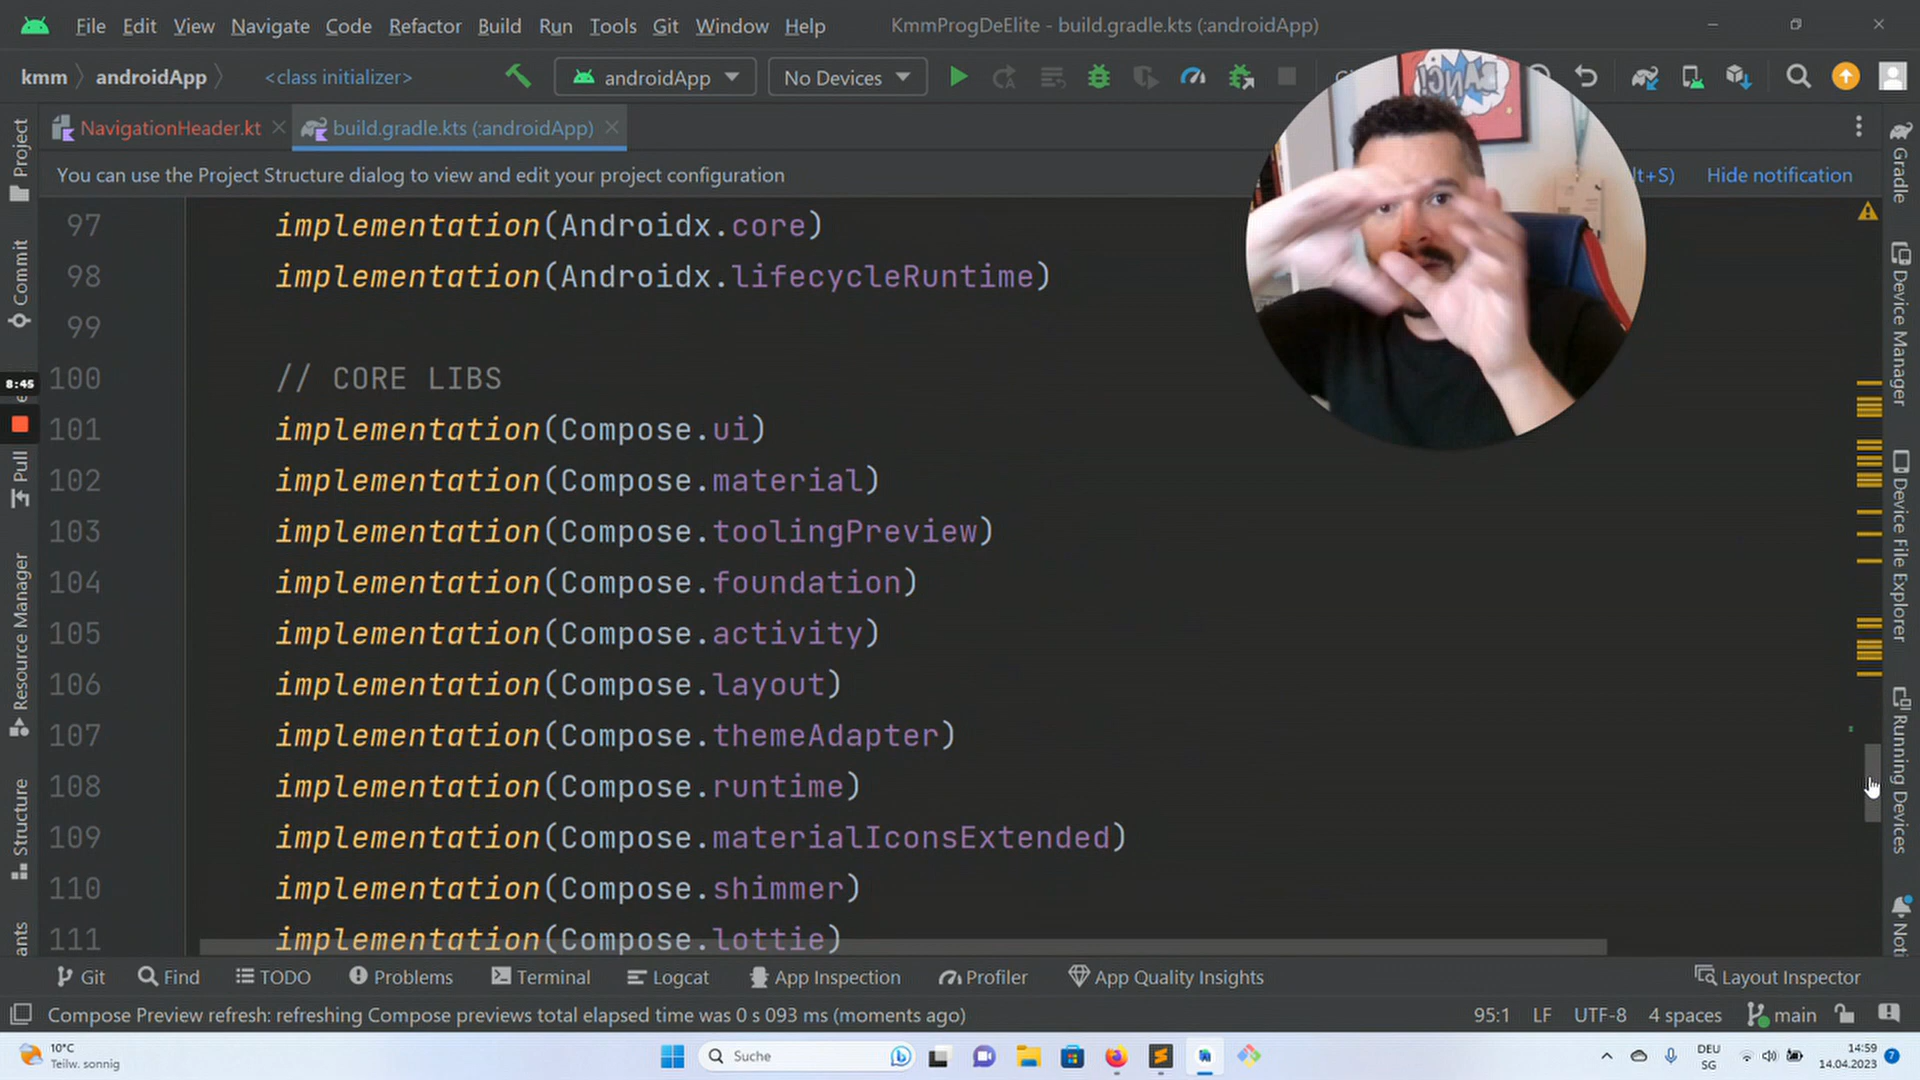 File Edit View Navigate Code Refactor Build Run Tools Git Window Help KmmProgDeElite - build.gradle.kts (:androidApp)
kmm androidApp <class initializer> androidApp No Devices
NavigationHeader.kt build.gradle.kts (:androidApp)
You can use the Project Structure dialog to view and edit your project configuration lt+S) Hide notification
97 implementation(Androidx.core)
98 implementation(Androidx.lifecycleRuntime)
99
100 // CORE LIBS
101 implementation(Compose.ui)
102 implementation(Compose.material)
103 implementation(Compose.toolingPreview)
104 implementation(Compose.foundation)
105 implementation(Compose.activity)
106 implementation(Compose.layout)
107 implementation(Compose.themeAdapter)
108 implementation(Compose.runtime)
109 implementation(Compose.materialIconsExtended)
110 implementation(Compose.shimmer)
111 implementation(Compose.lottie)
Project
Commit
8:45
Pull
Resource Manager
Structure
ants
Gradle
Device Manager
Device File Explorer
Running Devices
Noti
Git Find TODO Problems Terminal Logcat App Inspection Profiler App Quality Insights Layout Inspector
Compose Preview refresh: refreshing Compose previews total elapsed time was 0 s 093 ms (moments ago) 95:1 LF UTF-8 4 spaces main
10°C
Teilw. sonnig
Suche
DEU
SG
14:59
14.04.2023
7